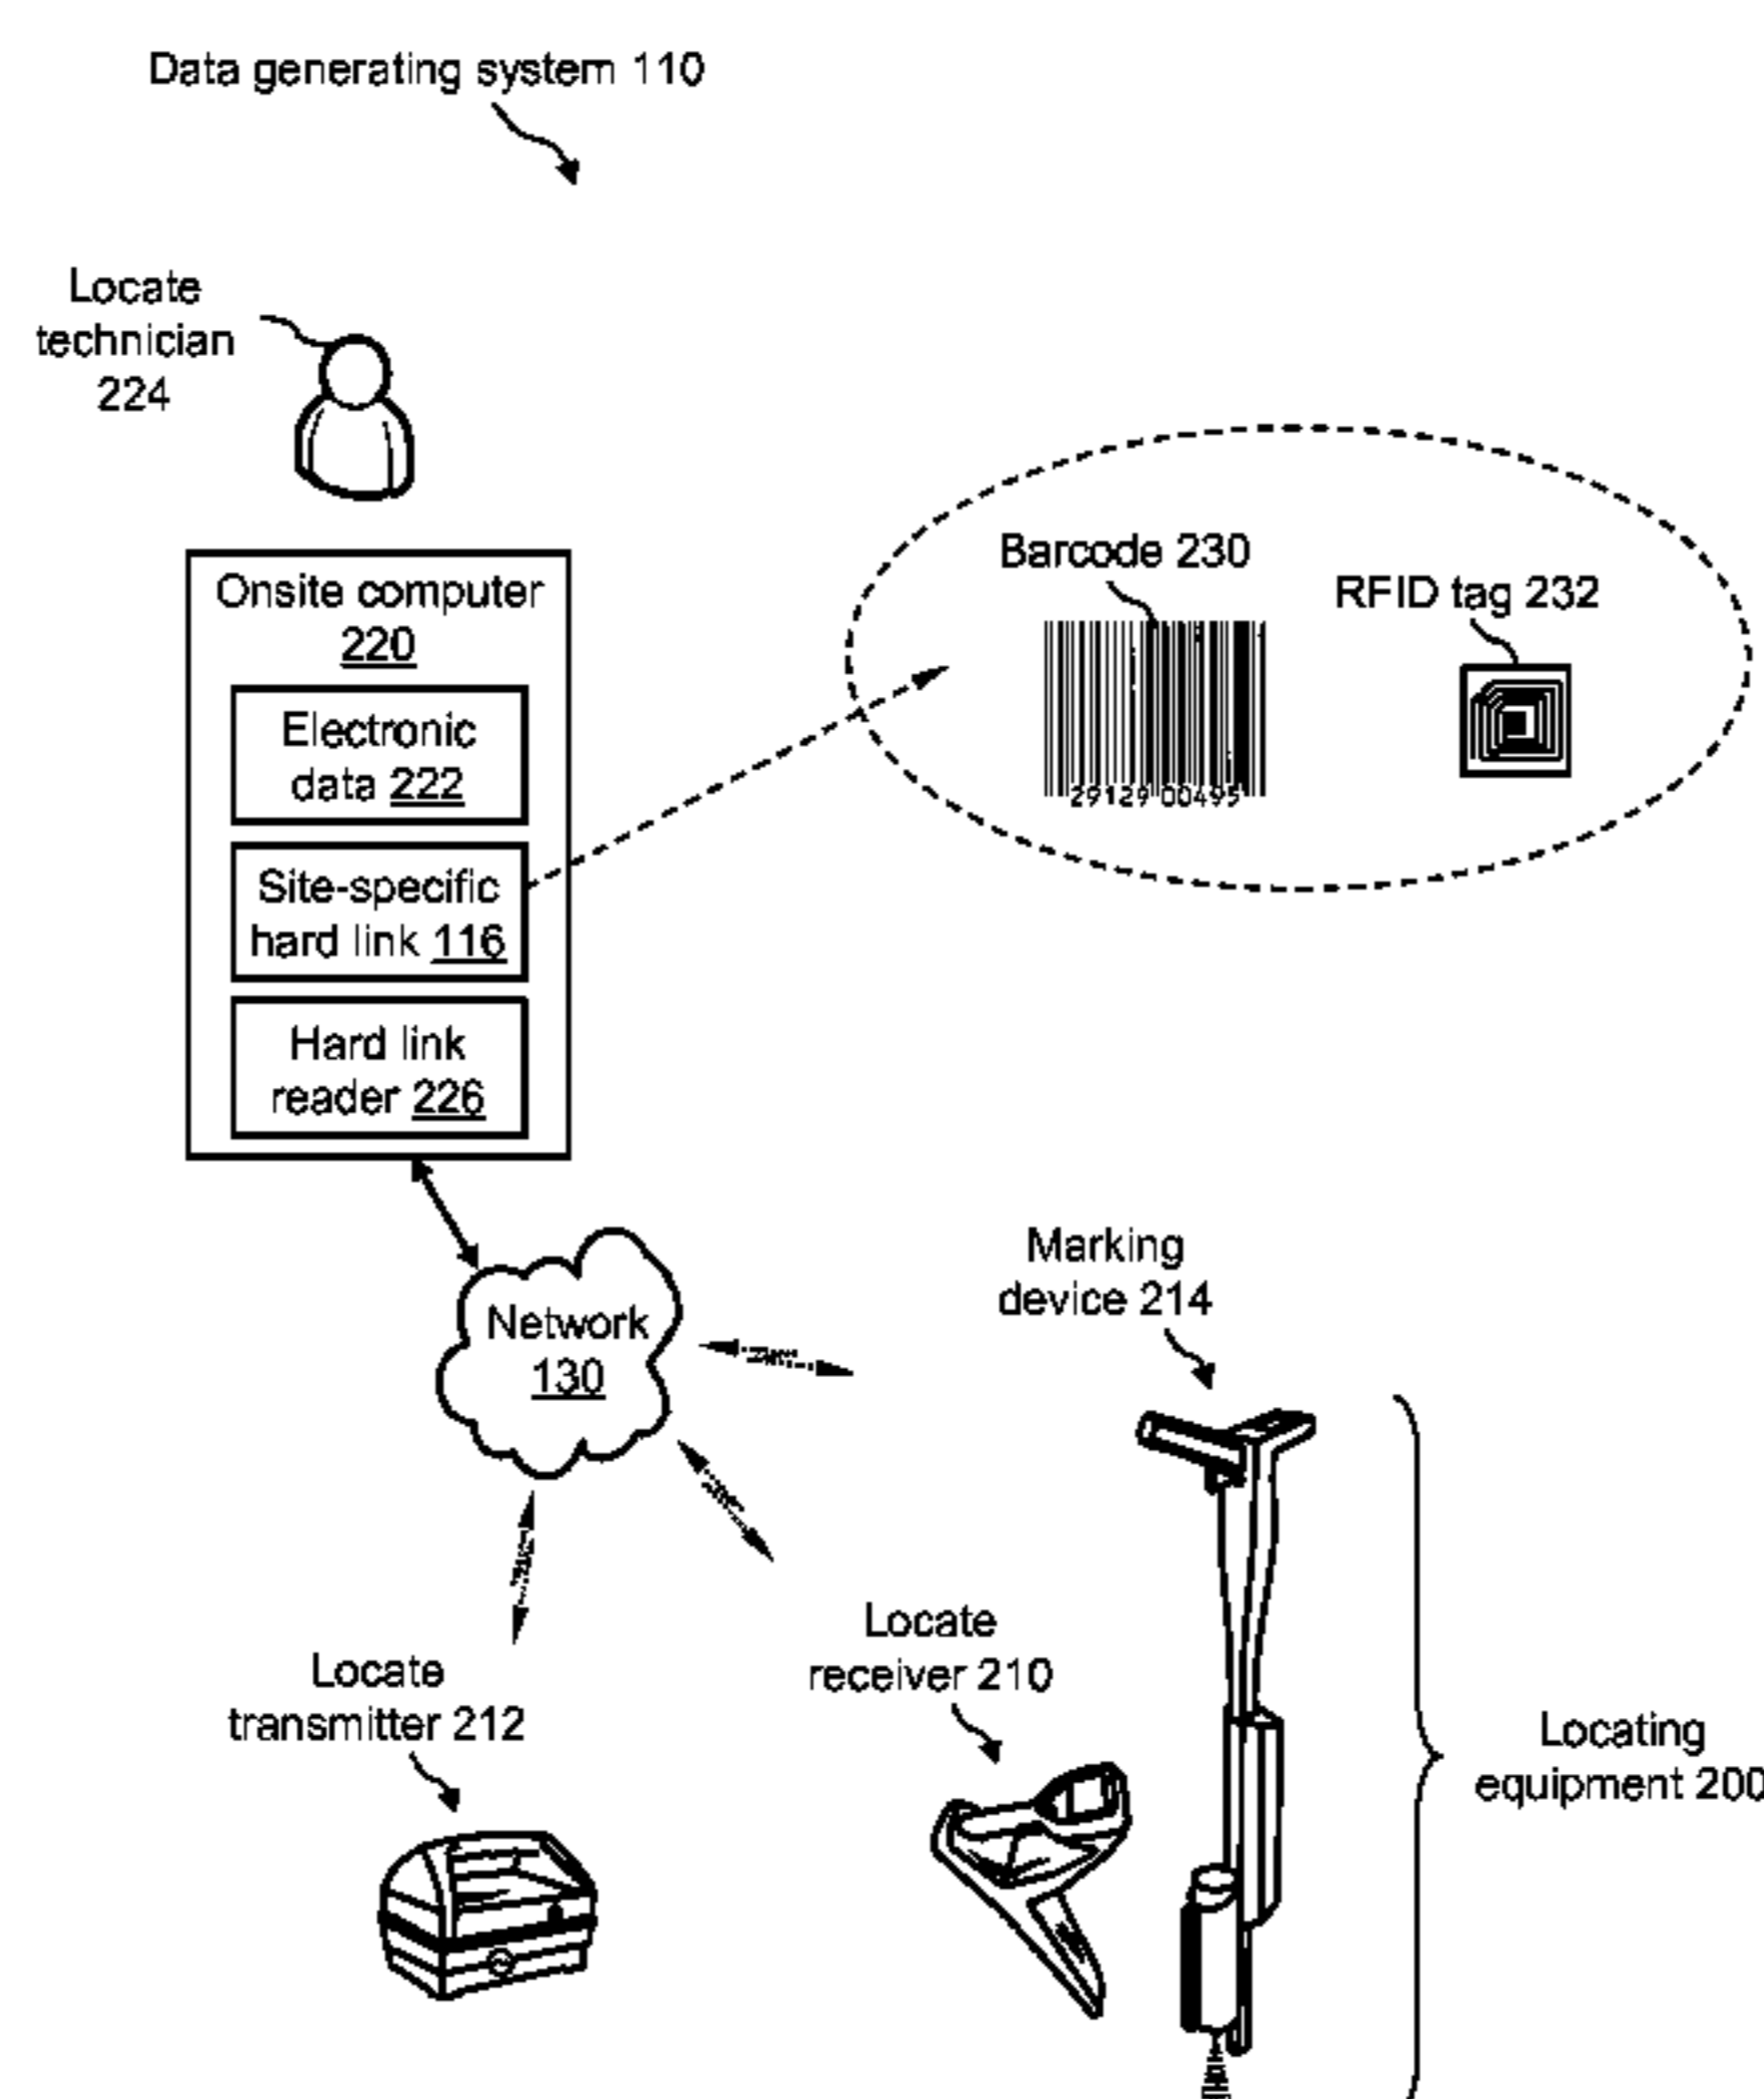 Data generating system 110
Locate
technician
224
Onsite computer
220
Electronic
data 222
Site-specific
hard link 116
Hard link
reader 226
Barcode 230
29129 00495
RFID tag 232
Network
130
Marking
device 214
Locate
receiver 210
Locate
transmitter 212
Locating
equipment 200